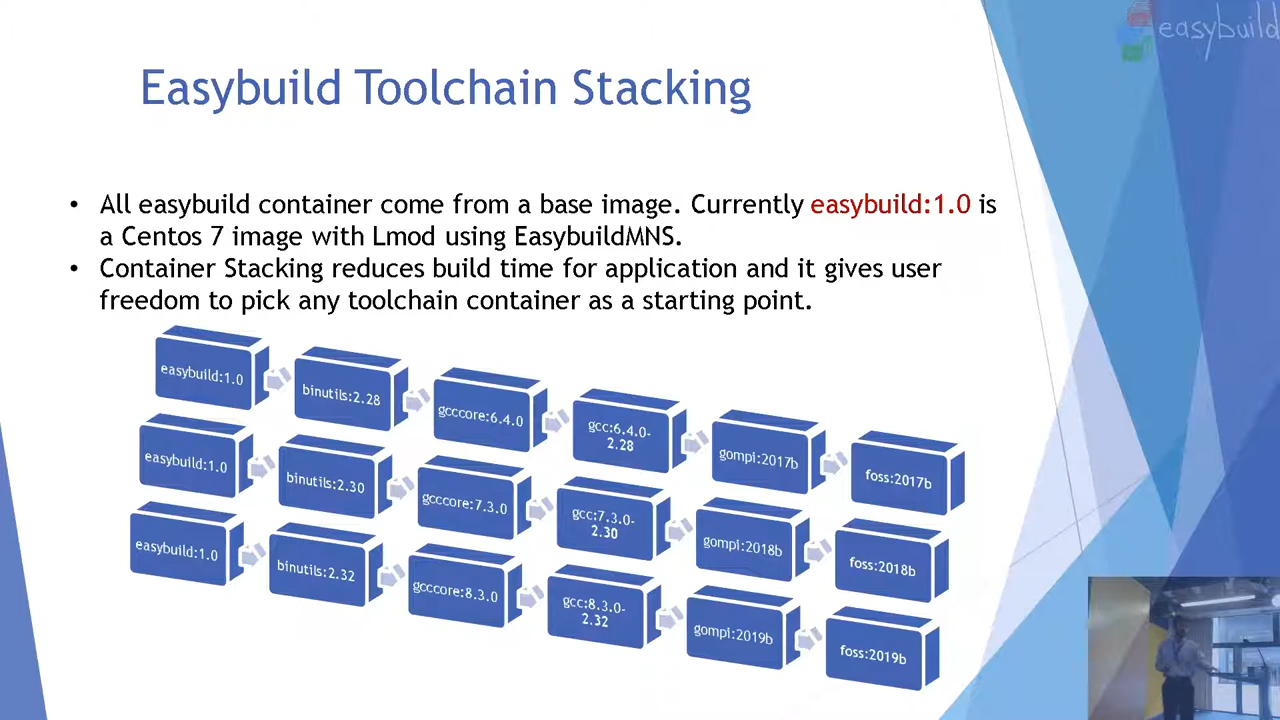 easybuild
Easybuild Toolchain Stacking
• All easybuild container come from a base image. Currently easybuild:1.0 is
a Centos 7 image with Lmod using EasybuildMNS.
• Container Stacking reduces build time for application and it gives user
freedom to pick any toolchain container as a starting point.
easybuild:1.0
binutils:2.28
gcccore:6.4.0
gcc:6.4.0-
2.28
gompi:2017b
foss:2017b
easybuild:1.0
binutils:2.30
gcccore:7.3.0
gcc:7.3.0-
2.30
gompi:2018b
foss:2018b
easybuild:1.0
binutils:2.32
gcccore:8.3.0
gcc:8.3.0-
2.32
gompi:2019b
foss:2019b